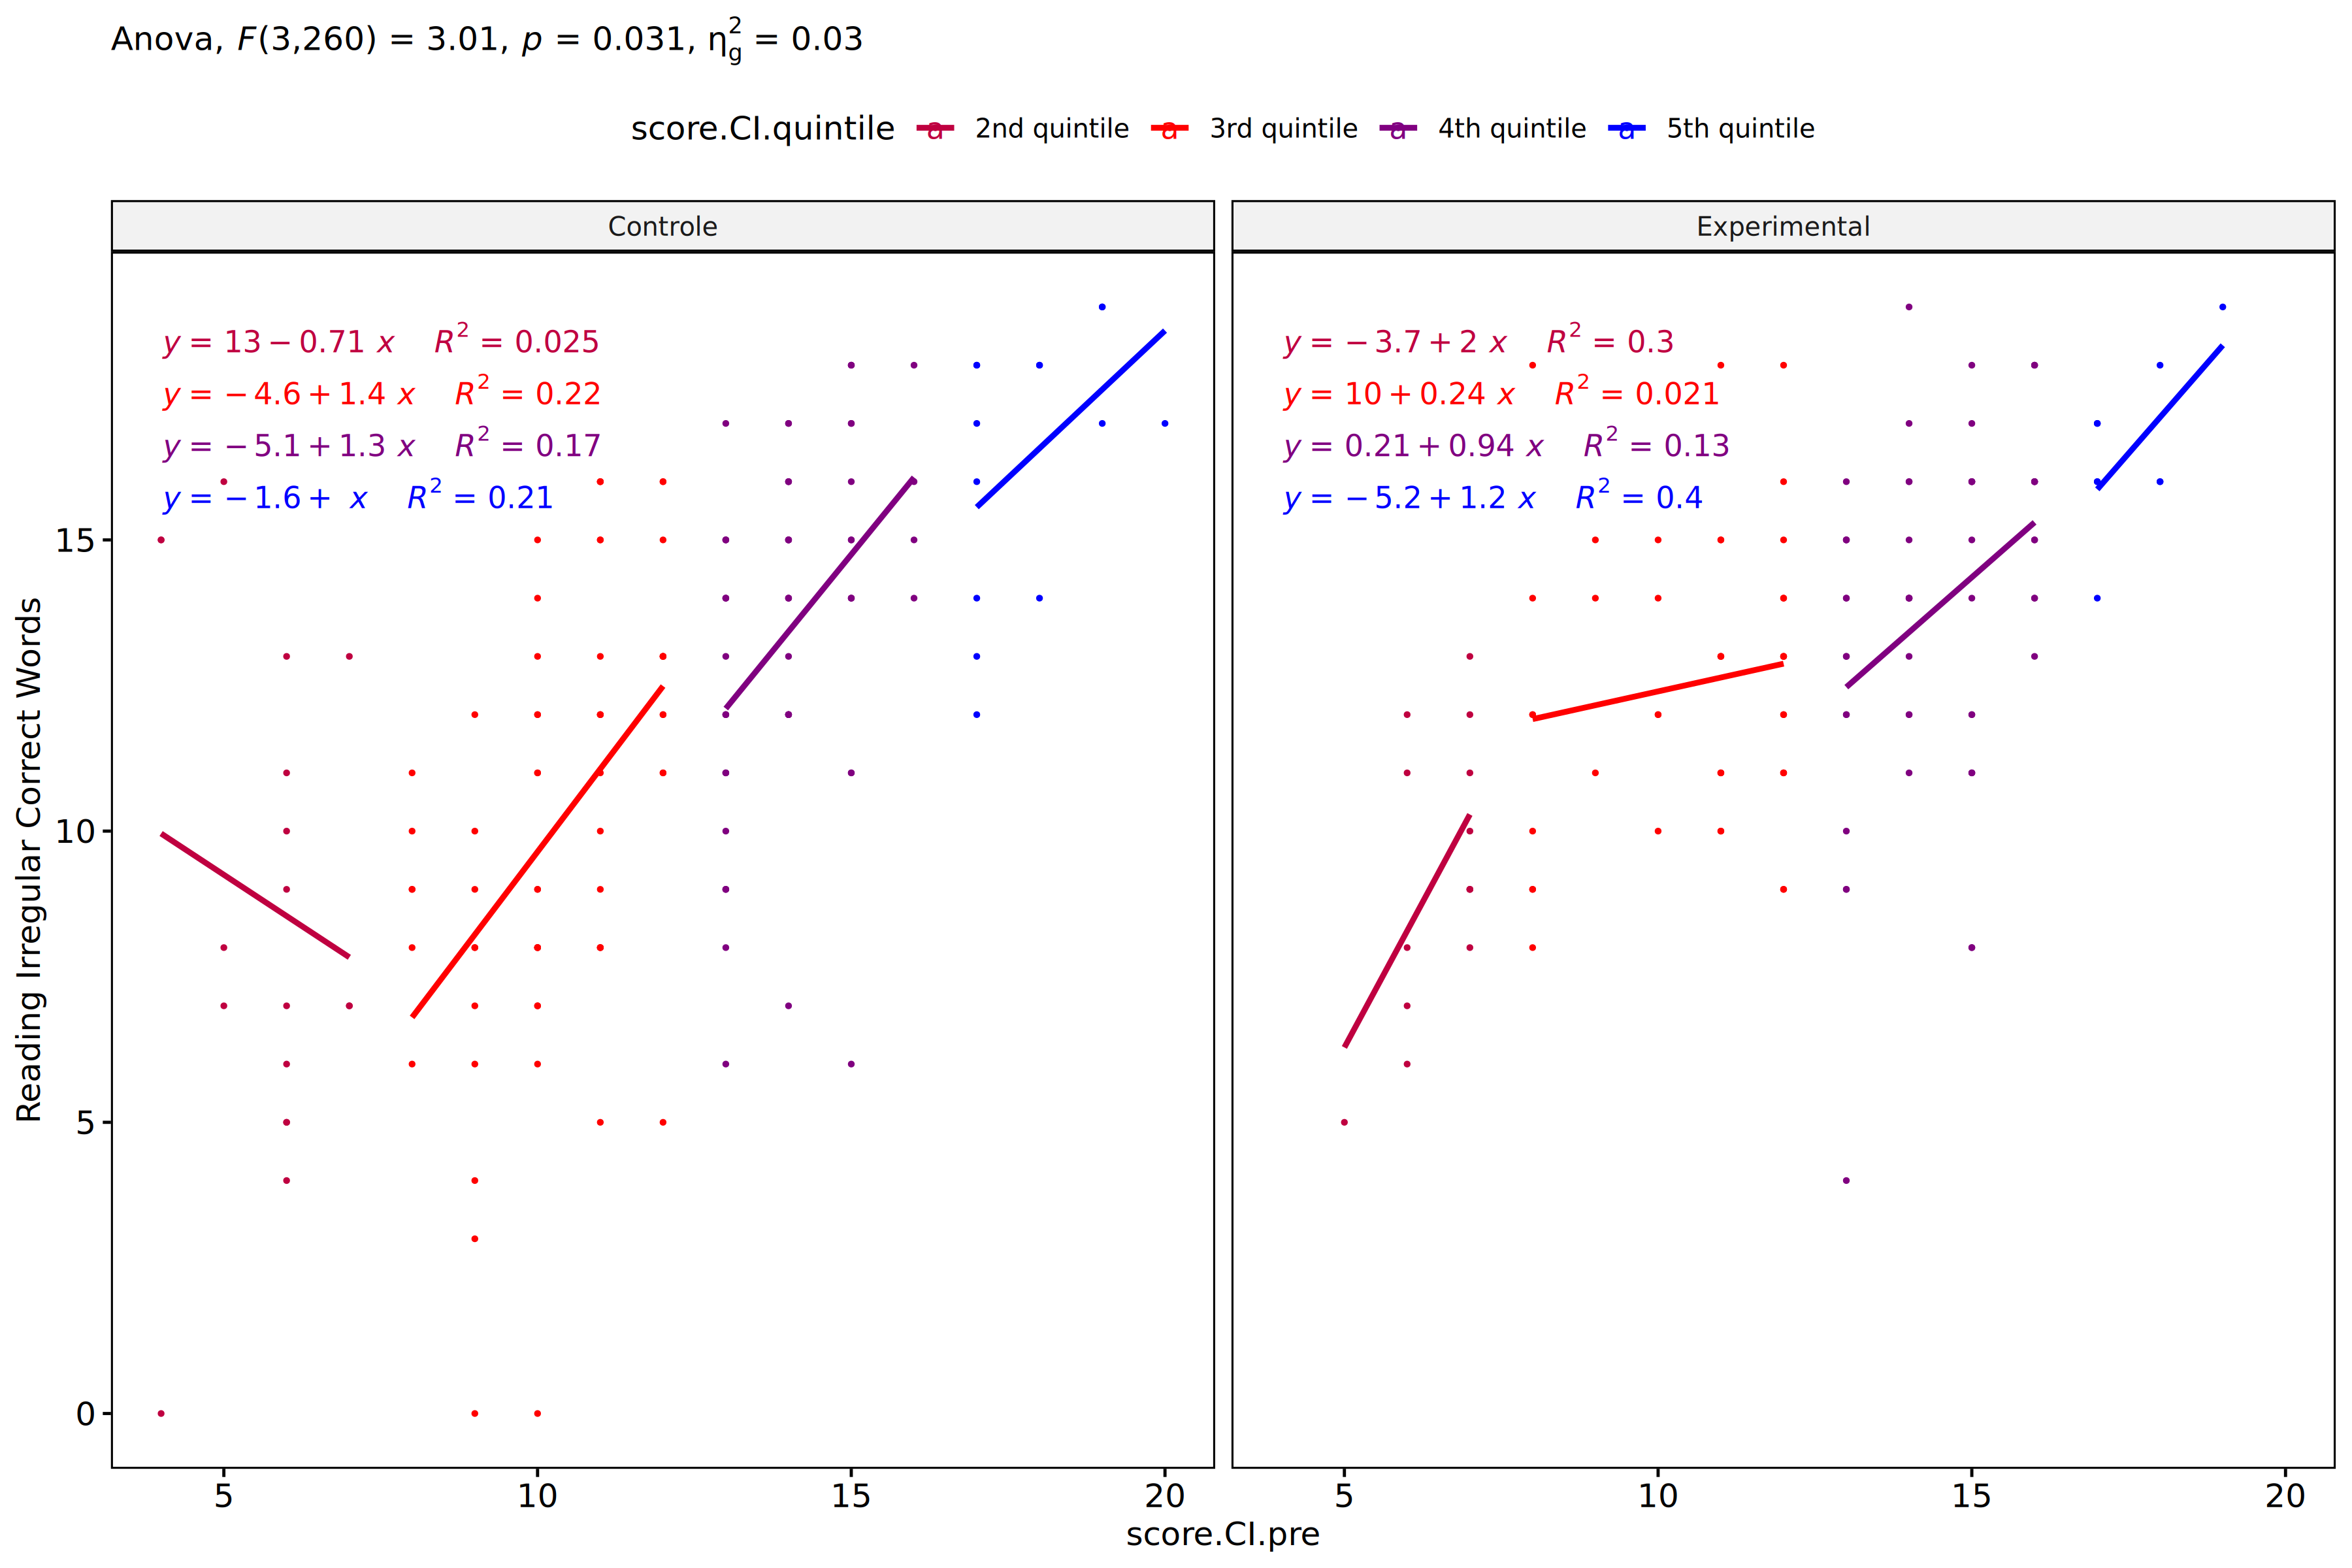 Anova, F(3,260) = 3.01, p = 0.031, η²g = 0.03
score.CI.quintile a 2nd quintile a 3rd quintile a 4th quintile a 5th quintile
Controle
Experimental
y = 13 − 0.71 x R² = 0.025
y = − 4.6 + 1.4 x R² = 0.22
y = − 5.1 + 1.3 x R² = 0.17
y = − 1.6 + x R² = 0.21
y = − 3.7 + 2 x R² = 0.3
y = 10 + 0.24 x R² = 0.021
y = 0.21 + 0.94 x R² = 0.13
y = − 5.2 + 1.2 x R² = 0.4
Reading Irregular Correct Words
15
10
5
0
5 10 15 20
5 10 15 20
score.CI.pre